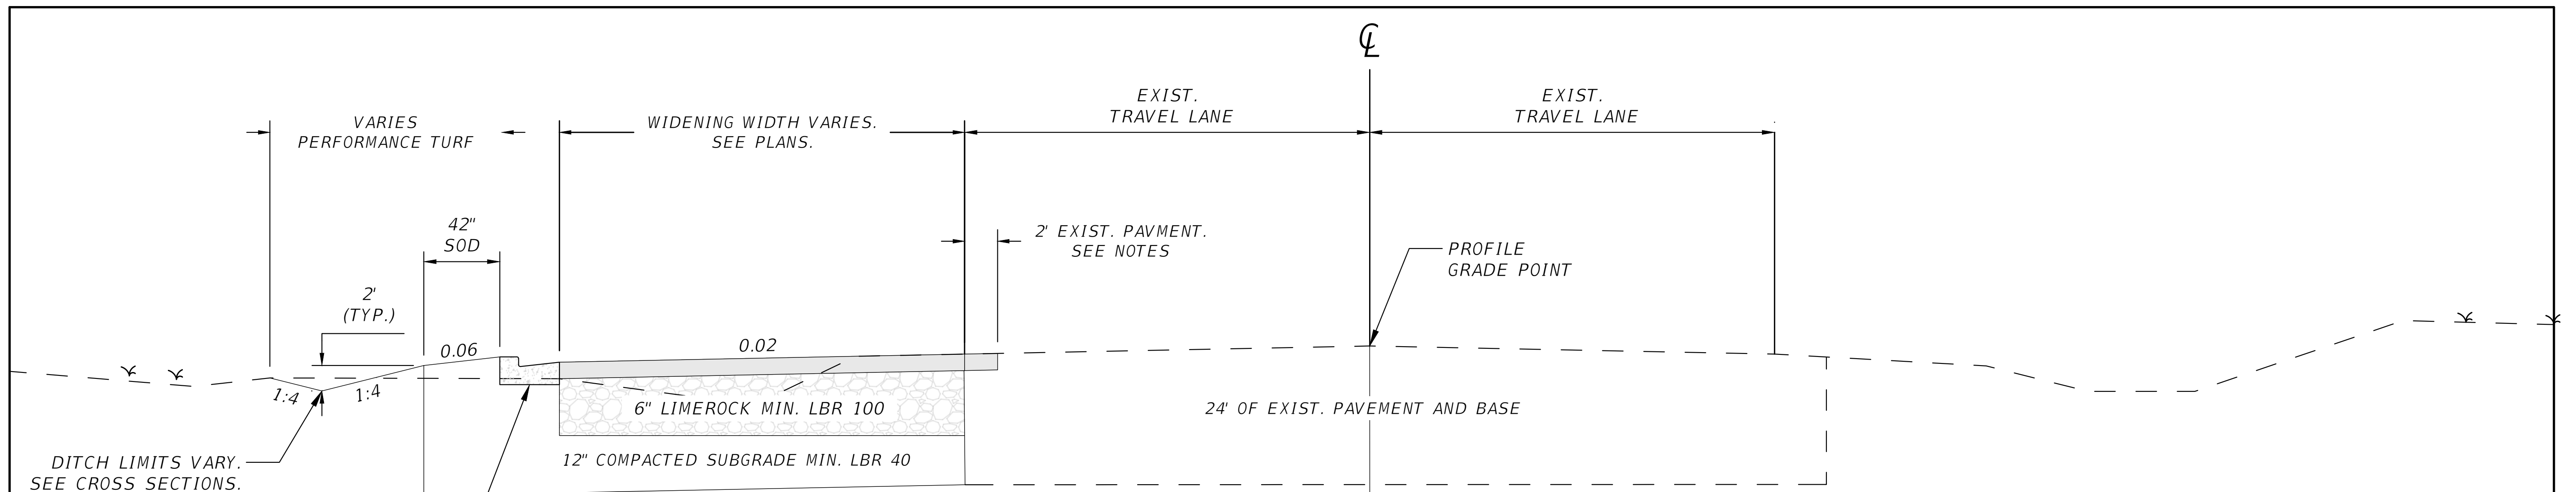 ℄
EXIST.
TRAVEL LANE
EXIST.
TRAVEL LANE
VARIES
PERFORMANCE TURF
WIDENING WIDTH VARIES.
SEE PLANS.
42"
SOD
2' EXIST. PAVMENT.
SEE NOTES
PROFILE
GRADE POINT
2'
(TYP.)
0.06
0.02
1:4
1:4
6" LIMEROCK MIN. LBR 100
24' OF EXIST. PAVEMENT AND BASE
DITCH LIMITS VARY.
SEE CROSS SECTIONS.
12" COMPACTED SUBGRADE MIN. LBR 40